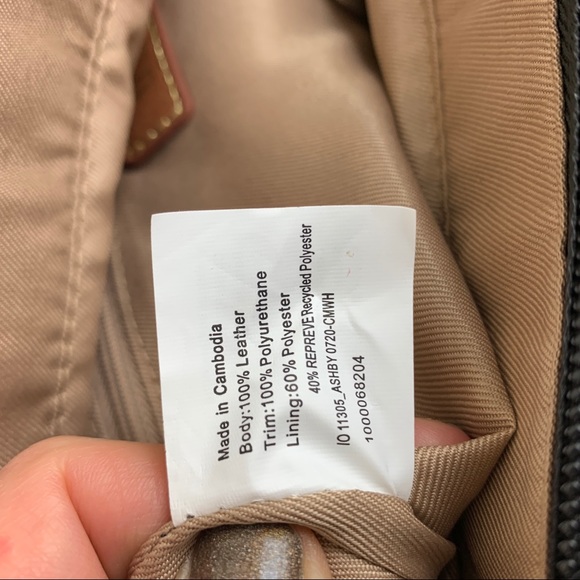 Made in Cambodia
Body:100% Leather
Trim:100% Polyurethane
Lining:60% Polyester
40% REPREVE Recycled Polyester
IO 11305_ASHBY 0720-CMWH
1000068204